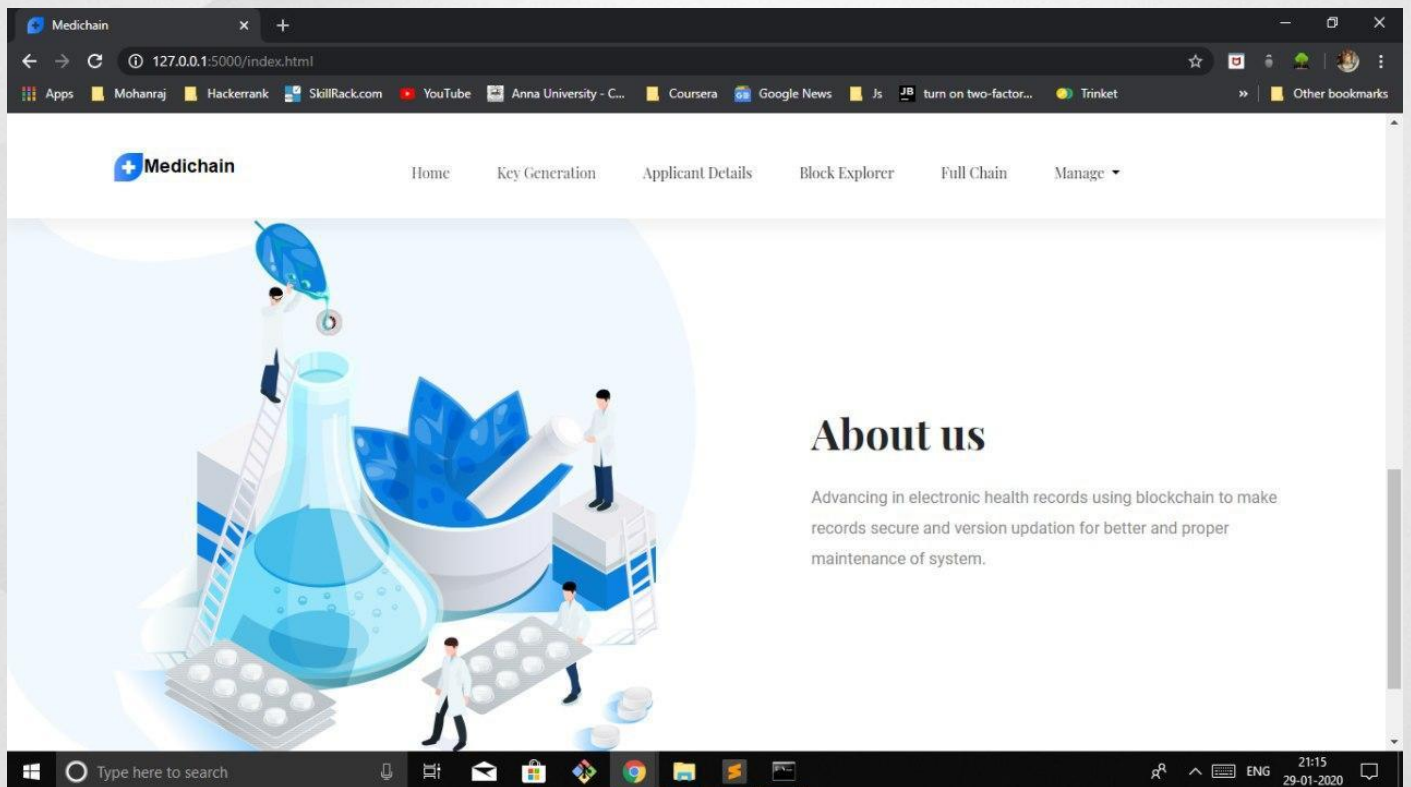 Medichain
127.0.0.1:5000/index.html
Apps Mohanraj Hackerrank SkillRack.com YouTube Anna University - C... Coursera Google News Js JB turn on two-factor... Trinket » Other bookmarks
Medichain Home Key Generation Applicant Details Block Explorer Full Chain Manage
About us
Advancing in electronic health records using blockchain to make
records secure and version updation for better and proper
maintenance of system.
Type here to search ENG 21:15
29-01-2020